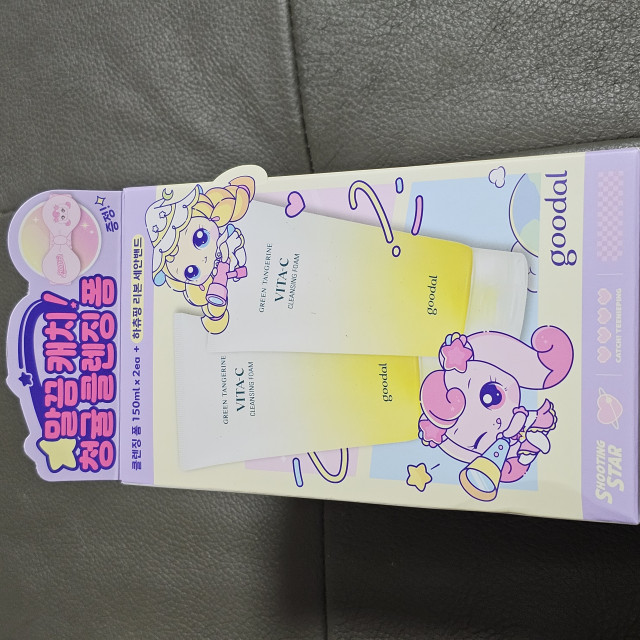 증정!
말끔 캐치!
청귤 클렌징 폼
클렌징 폼 150ml x 2ea + 하츄핑 리본 세안밴드
GREEN TANGERINE
VITA·C
CLEANSING FOAM
goodal
GREEN TANGERINE
VITA·C
CLEANSING FOAM
goodal
goodal
SHOOTING
STAR
CATCH! TEENIEPING